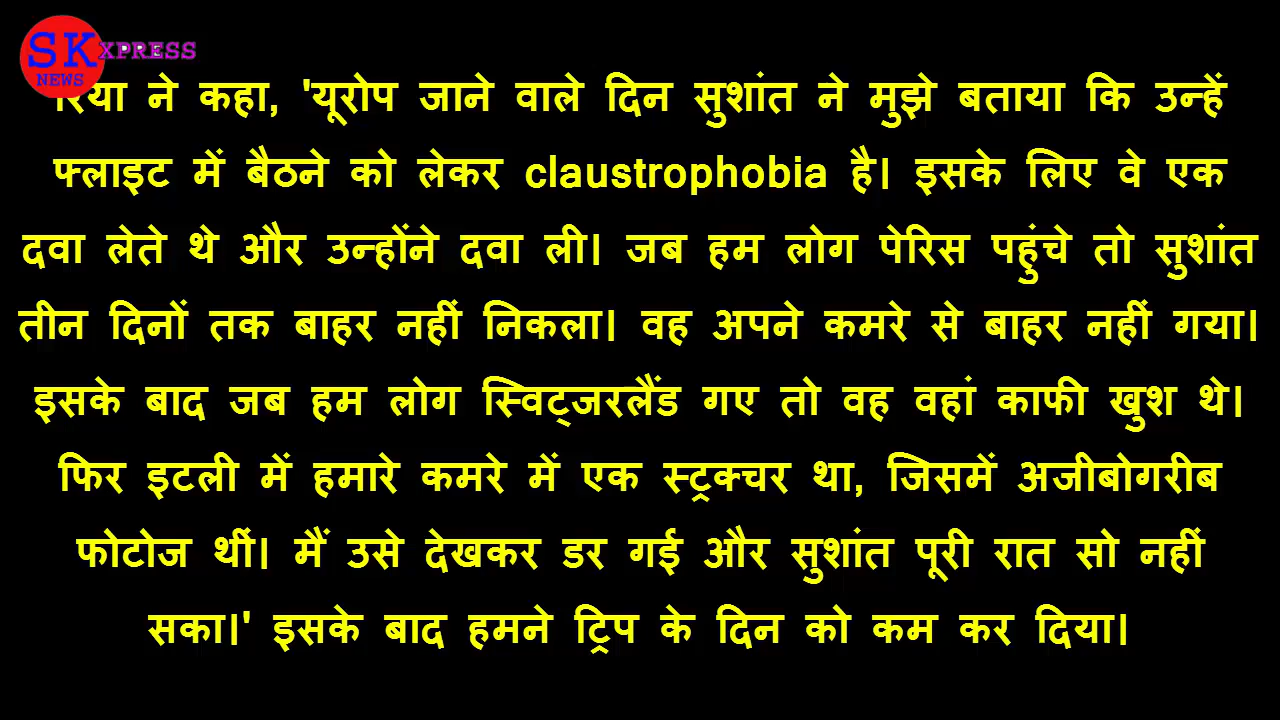 SK XPRESS
NEWS
रिया ने कहा, 'यूरोप जाने वाले दिन सुशांत ने मुझे बताया कि उन्हें
फ्लाइट में बैठने को लेकर claustrophobia है। इसके लिए वे एक
दवा लेते थे और उन्होंने दवा ली। जब हम लोग पेरिस पहुंचे तो सुशांत
तीन दिनों तक बाहर नहीं निकला। वह अपने कमरे से बाहर नहीं गया।
इसके बाद जब हम लोग स्विट्जरलैंड गए तो वह वहां काफी खुश थे।
फिर इटली में हमारे कमरे में एक स्ट्रक्चर था, जिसमें अजीबोगरीब
फोटोज थीं। मैं उसे देखकर डर गई और सुशांत पूरी रात सो नहीं
सका।' इसके बाद हमने ट्रिप के दिन को कम कर दिया।